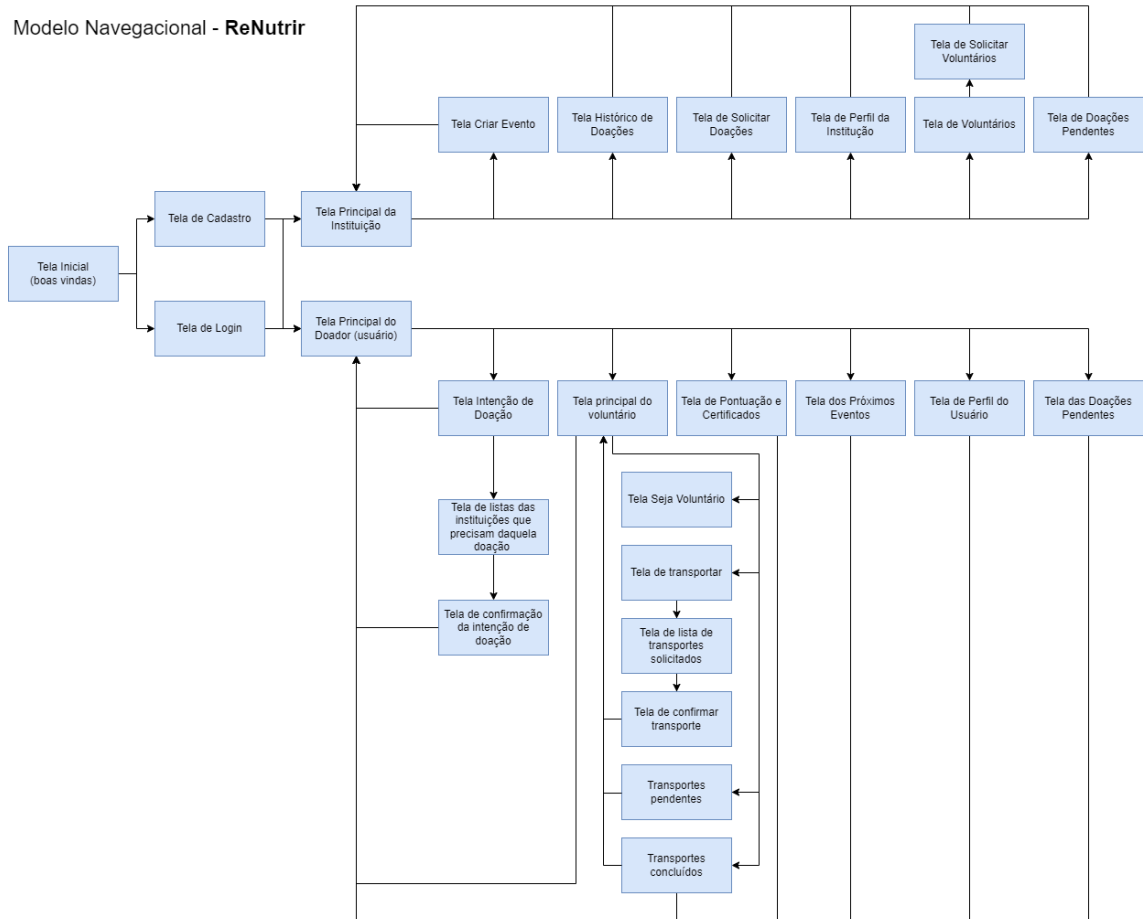 Modelo Navegacional - ReNutrir
Tela de Solicitar
Voluntários
Tela Criar Evento
Tela Histórico de
Doações
Tela de Solicitar
Doações
Tela de Perfil da
Institução
Tela de Voluntários
Tela de Doações
Pendentes
Tela de Cadastro
Tela Principal da
Instituição
Tela Inicial
(boas vindas)
Tela de Login
Tela Principal do
Doador (usuário)
Tela Intenção de
Doação
Tela principal do
voluntário
Tela de Pontuação e
Certificados
Tela dos Próximos
Eventos
Tela de Perfil do
Usuário
Tela das Doações
Pendentes
Tela de listas das
instituições que
precisam daquela
doação
Tela de confirmação
da intenção de
doação
Tela Seja Voluntário
Tela de transportar
Tela de lista de
transportes
solicitados
Tela de confirmar
transporte
Transportes
pendentes
Transportes
concluídos